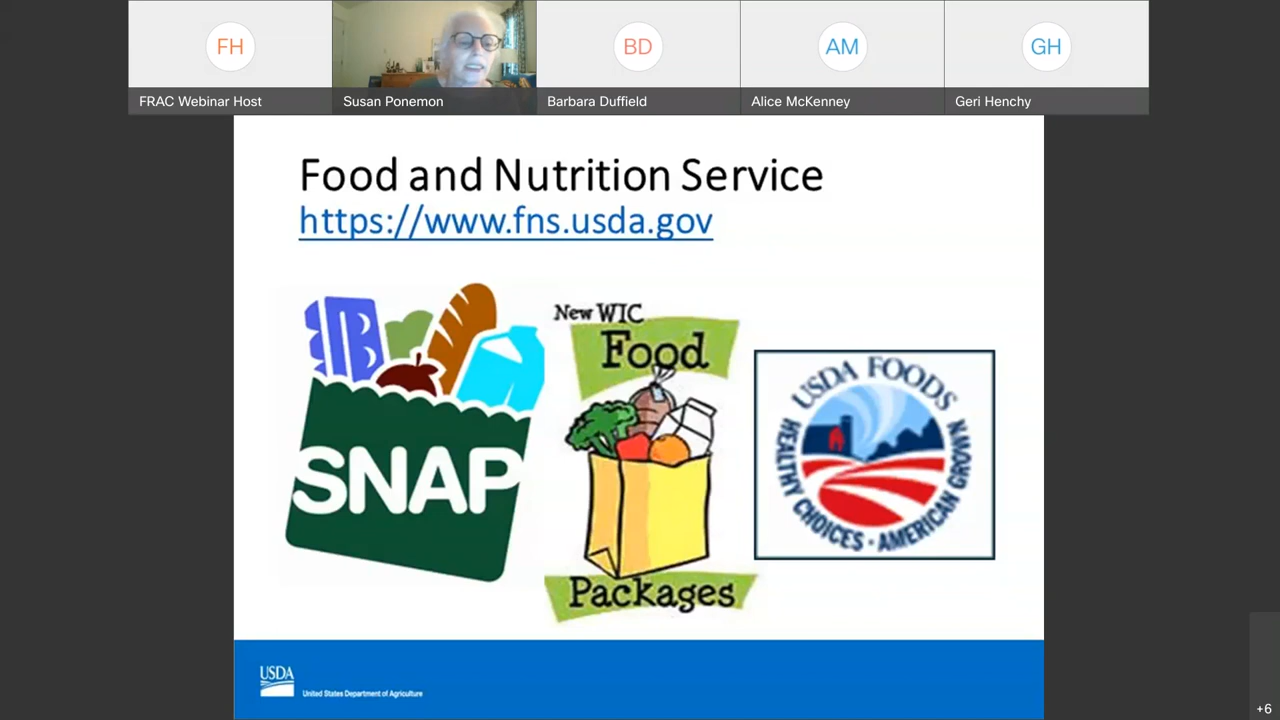 FH
BD
AM
GH
FRAC Webinar Host
Susan Ponemon
Barbara Duffield
Alice McKenney
Geri Henchy
Food and Nutrition Service
https://www.fns.usda.gov
SNAP
New WIC
Food
Packages
USDA FOODS
HEALTHY CHOICES · AMERICAN GROWN
USDA
United States Department of Agriculture
+6